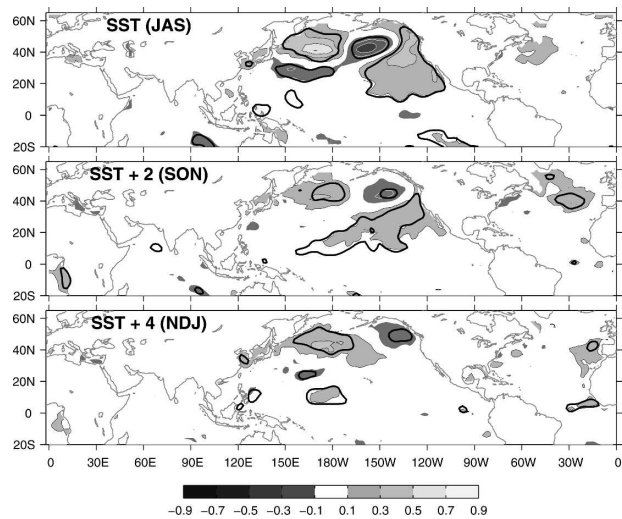 SST (JAS)
60N
40N
20N
0
20S
SST + 2 (SON)
60N
40N
20N
0
20S
SST + 4 (NDJ)
60N
40N
20N
0
20S
0 30E 60E 90E 120E 150E 180E 150W 120W 90W 60W 30W 0
−0.9 −0.7 −0.5 −0.3 −0.1 0.1 0.3 0.5 0.7 0.9